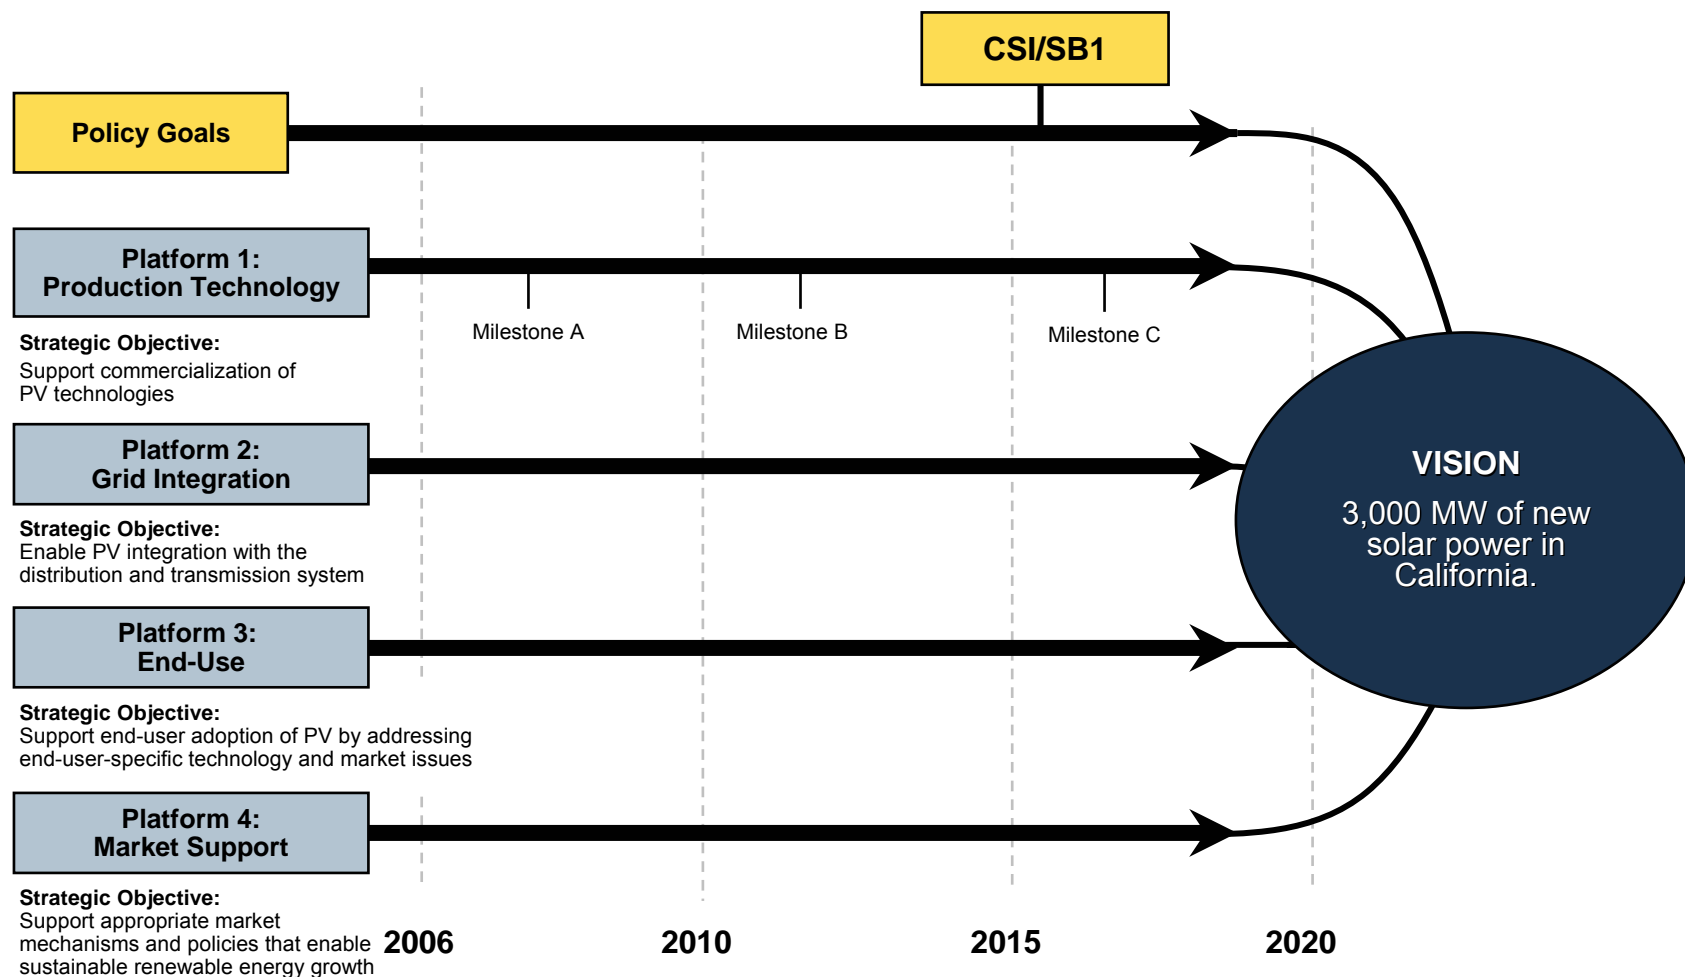 CSI/SB1
Policy Goals
Platform 1:
Production Technology
Milestone A
Milestone B
Milestone C
Strategic Objective:
Support commercialization of
PV technologies
Platform 2:
Grid Integration
Strategic Objective:
Enable PV integration with the
distribution and transmission system
VISION
3,000 MW of new
solar power in
California.
Platform 3:
End-Use
Strategic Objective:
Support end-user adoption of PV by addressing
end-user-specific technology and market issues
Platform 4:
Market Support
Strategic Objective:
Support appropriate market
mechanisms and policies that enable
sustainable renewable energy growth
2006
2010
2015
2020